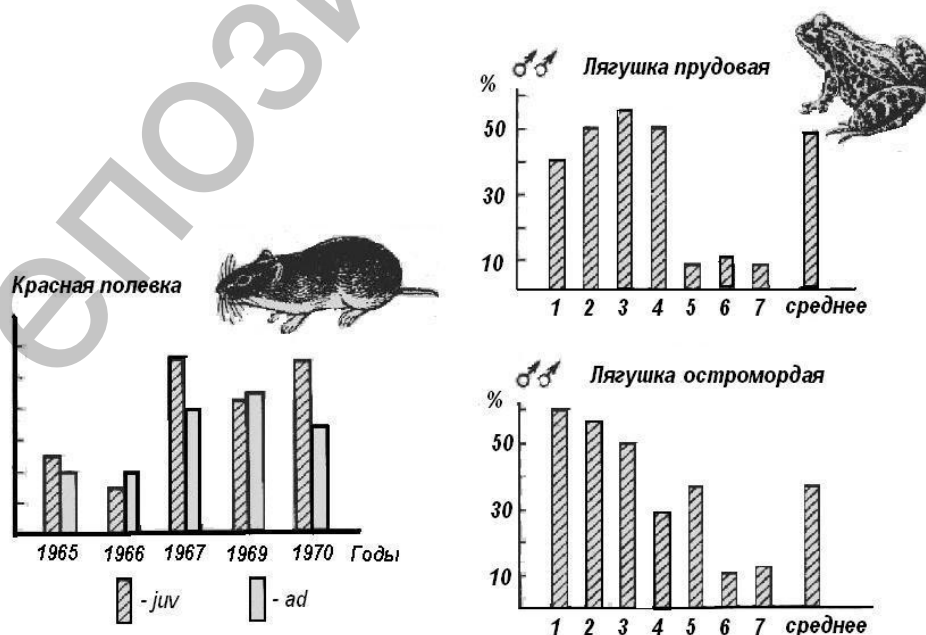 епози
Красная полевка
1965 1966 1967 1969 1970 Годы
- juv - ad
♂♂ Лягушка прудовая
%
50
30
10
1 2 3 4 5 6 7 среднее
♂♂ Лягушка остромордая
%
50
30
10
1 2 3 4 5 6 7 среднее